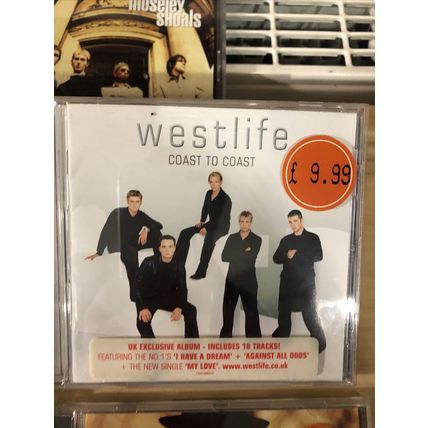 moseley
shoals
westlife
COAST TO COAST
£ 9.99
UK EXCLUSIVE ALBUM - INCLUDES 18 TRACKS!
FEATURING THE NO.1'S 'I HAVE A DREAM' + 'AGAINST ALL ODDS'
+ THE NEW SINGLE 'MY LOVE'. www.westlife.co.uk